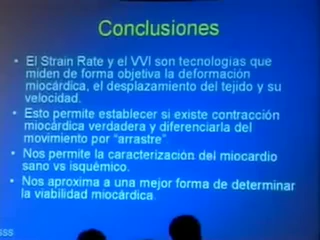 Conclusiones
• El Strain Rate y el VVI son tecnologías que
miden de forma objetiva la deformación
miocárdica, el desplazamiento del tejido y su
velocidad.
• Esto permite establecer si existe contracción
miocárdica verdadera y diferenciarla del
movimiento por “arrastre”
• Nos permite la caracterización del miocardio
sano vs isquémico.
• Nos aproxima a una mejor forma de determinar
la viabilidad miocárdica.
sss